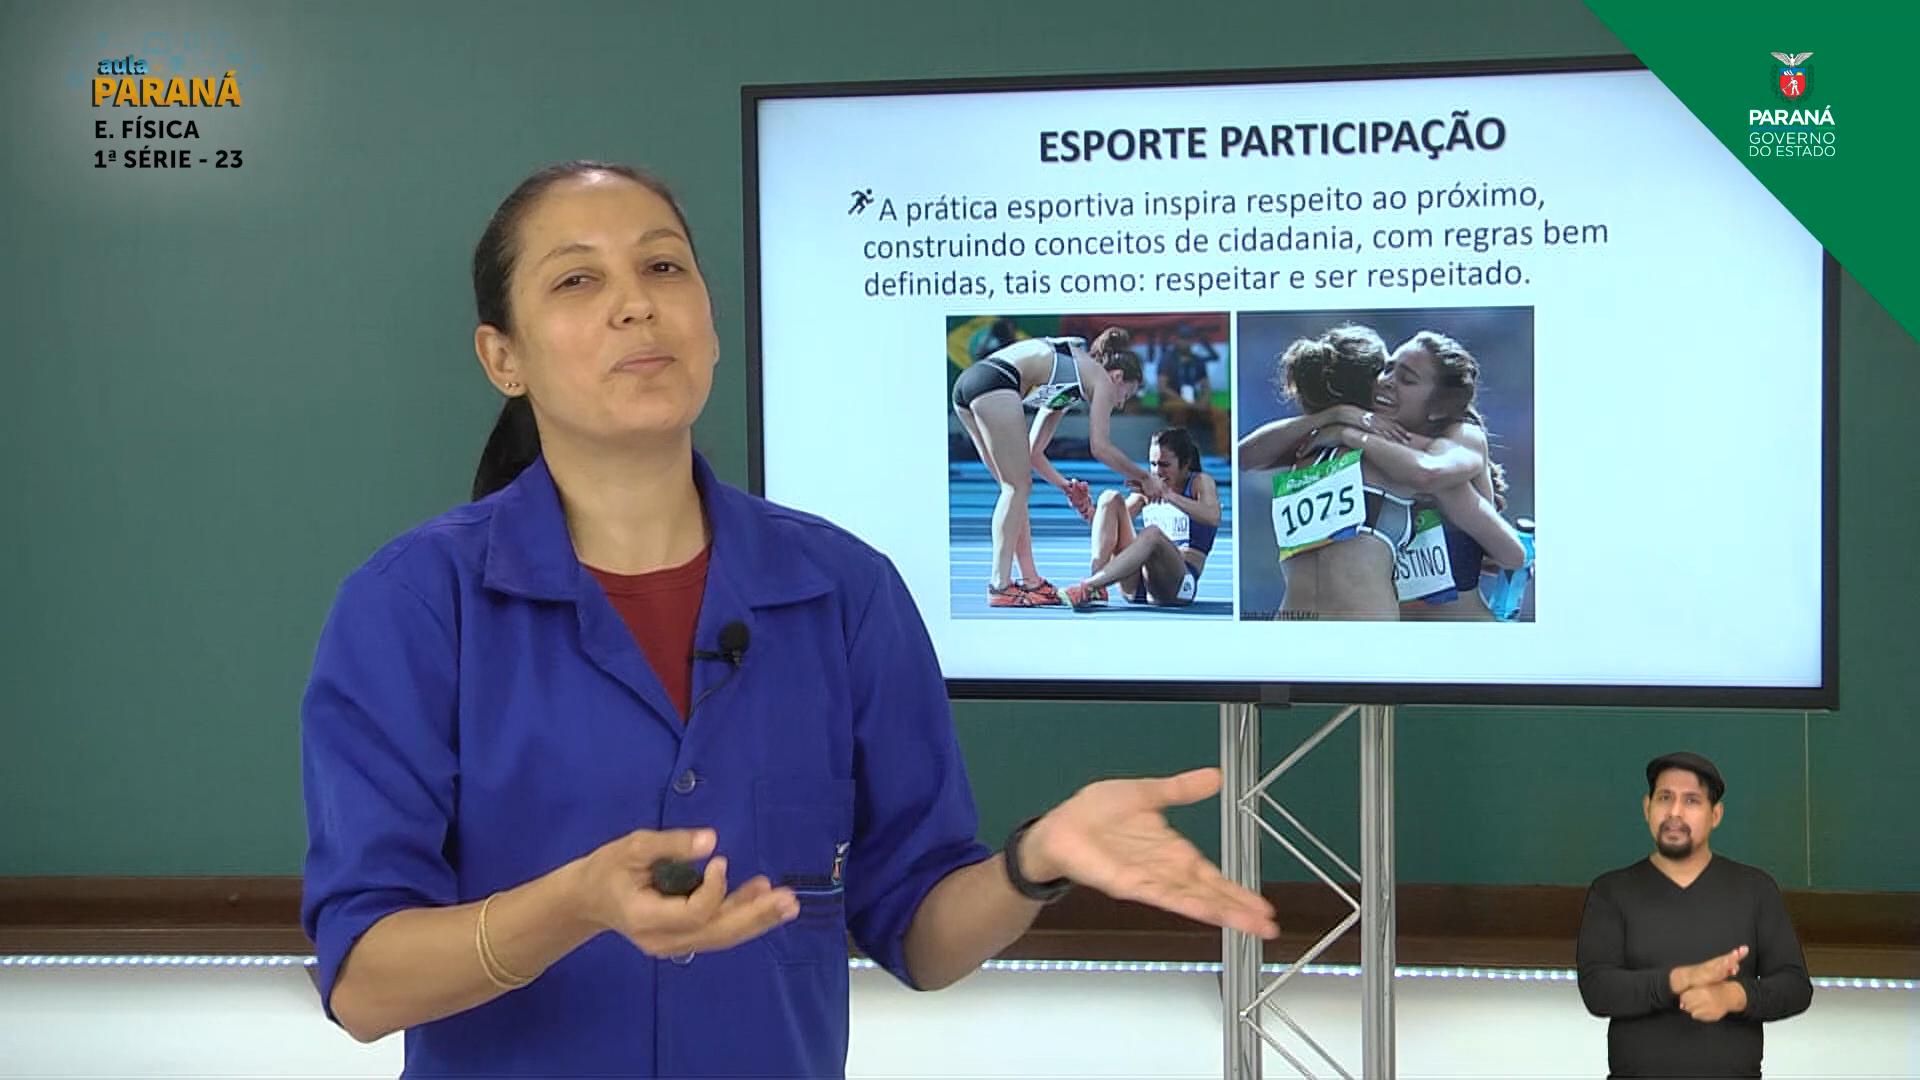 aula
PARANÁ
E. FÍSICA
1ª SÉRIE - 23
PARANÁ
GOVERNO
DO ESTADO
ESPORTE PARTICIPAÇÃO
A prática esportiva inspira respeito ao próximo,
construindo conceitos de cidadania, com regras bem
definidas, tais como: respeitar e ser respeitado.
1075